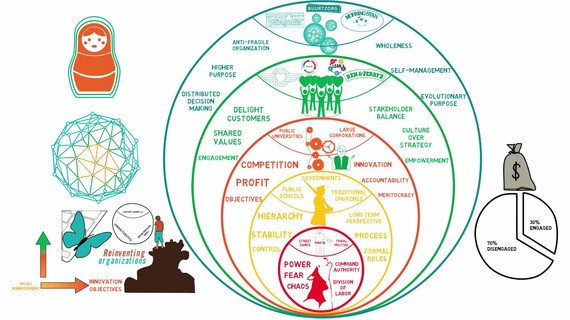 BUURTZORG
MORNING STAR
ANTI-FRAGILE
ORGANIZATION
WHOLENESS
HIGHER
PURPOSE
SELF-MANAGEMENT
DISTRIBUTED
DECISION
MAKING
EVOLUTIONARY
PURPOSE
BEN & JERRY'S
DELIGHT
CUSTOMERS
STAKEHOLDER
BALANCE
SHARED
VALUES
CULTURE
OVER
STRATEGY
ENGAGEMENT
EMPOWERMENT
PUBLIC
UNIVERSITIES
LARGE
CORPORATIONS
COMPETITION
INNOVATION
PROFIT
ACCOUNTABILITY
OBJECTIVES
MERITOCRACY
GOVERNMENTS
PUBLIC
SCHOOLS
TRADITIONAL
CHURCHES
HIERARCHY
LONG TERM
PERSPECTIVE
STABILITY
PROCESS
CONTROL
FORMAL
ROLES
STREET
GANGS
MAFIA
TRIBAL
MILITIAS
POWER
FEAR
CHAOS
COMMAND
AUTHORITY
DIVISION
OF
LABOR
Reinventing
organizations
MICRO
MANAGEMENT
INNOVATION
OBJECTIVES
$
30%
ENGAGED
70%
DISENGAGED